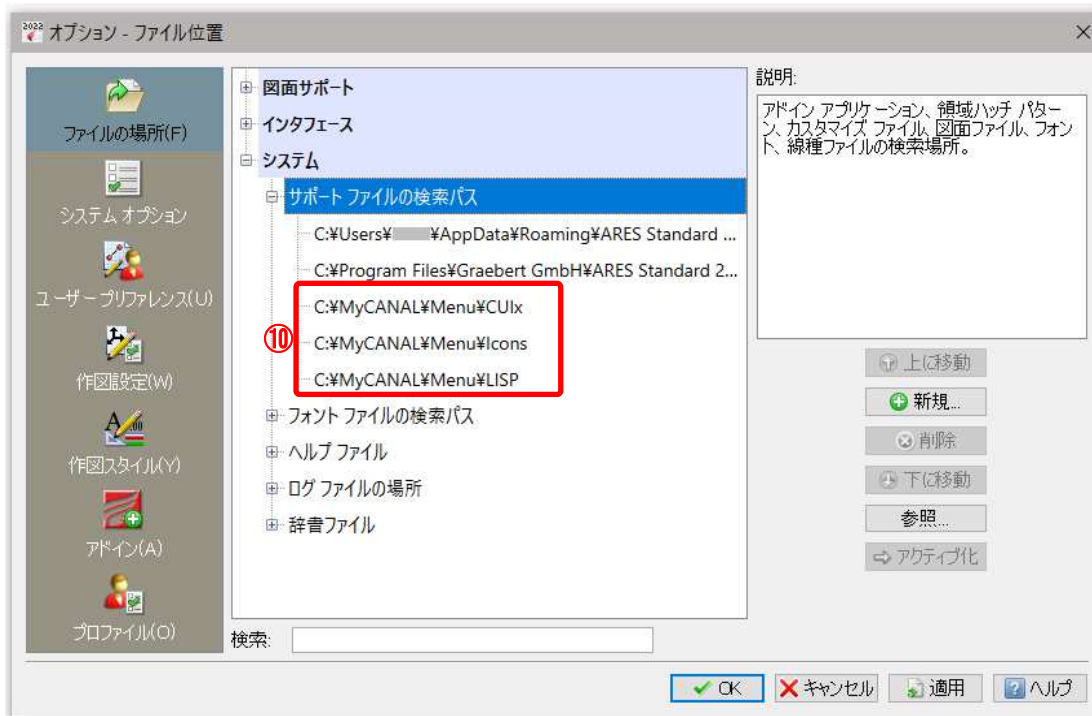 2022
オプション - ファイル位置
ファイルの場所(F)
システム オプション
ユーザー プリファレンス(U)
作図設定(W)
作図スタイル(Y)
アドイン(A)
プロファイル(O)
図面サポート
インタフェース
システム
サポート ファイルの検索パス
C:¥Users¥ ¥AppData¥Roaming¥ARES Standard ...
C:¥Program Files¥Graebert GmbH¥ARES Standard 2...
⑩
C:¥MyCANAL¥Menu¥CUIx
C:¥MyCANAL¥Menu¥Icons
C:¥MyCANAL¥Menu¥LISP
フォント ファイルの検索パス
ヘルプ ファイル
ログ ファイルの場所
辞書ファイル
検索:
説明:
アドイン アプリケーション、領域ハッチ パター
ン、カスタマイズ ファイル、図面ファイル、フォン
ト、線種ファイルの検索場所。
上に移動
新規...
削除
下に移動
参照...
アクティブ化
OK
キャンセル
適用
ヘルプ